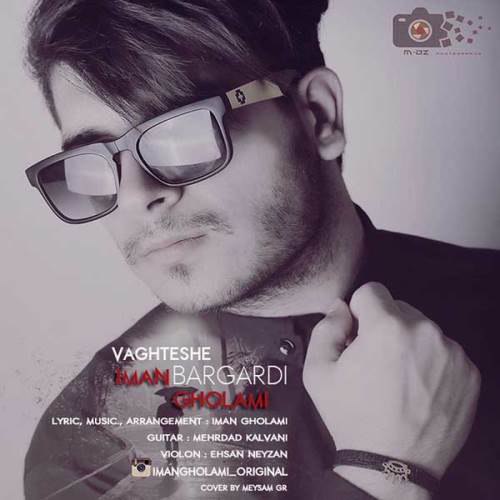 M-DZ
VAGHTESHE
IMAN BARGARDI
GHOLAMI
LYRIC, MUSIC., ARRANGEMENT : IMAN GHOLAMI
GUITAR : MEHRDAD KALVANI
VIOLON : EHSAN NEYZAN
IMANGHOLAMI_ORIGINAL
COVER BY MEYSAM GR